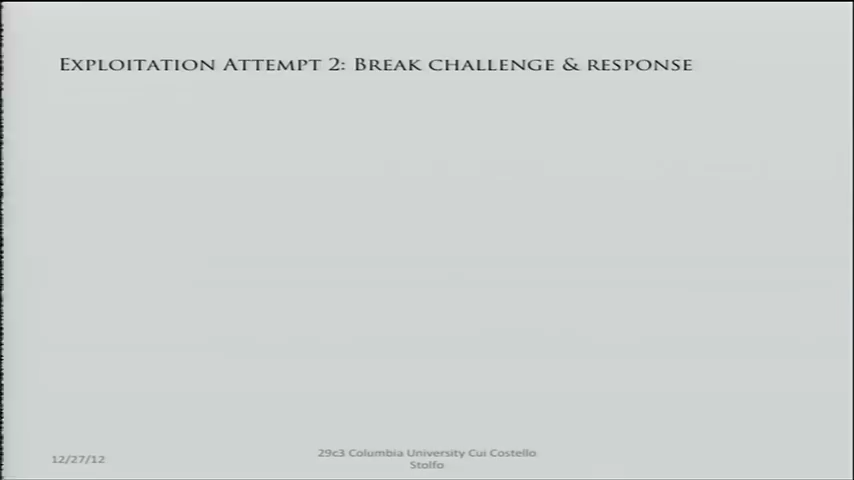 Exploitation Attempt 2: Break challenge & response
12/27/12
29c3 Columbia University Cui Costello
Stolfo